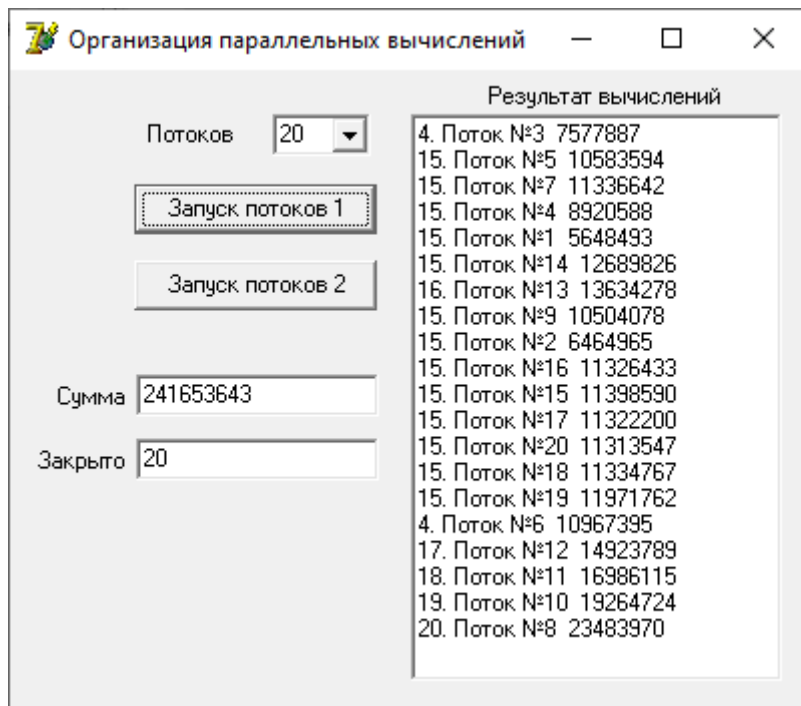 Организация параллельных вычислений
Потоков 20
Запуск потоков 1
Запуск потоков 2
Сумма 241653643
Закрыто 20
Результат вычислений
4. Поток №3 7577887
15. Поток №5 10583594
15. Поток №7 11336642
15. Поток №4 8920588
15. Поток №1 5648493
15. Поток №14 12689826
16. Поток №13 13634278
15. Поток №9 10504078
15. Поток №2 6464965
15. Поток №16 11326433
15. Поток №15 11398590
15. Поток №17 11322200
15. Поток №20 11313547
15. Поток №18 11334767
15. Поток №19 11971762
4. Поток №6 10967395
17. Поток №12 14923789
18. Поток №11 16986115
19. Поток №10 19264724
20. Поток №8 23483970